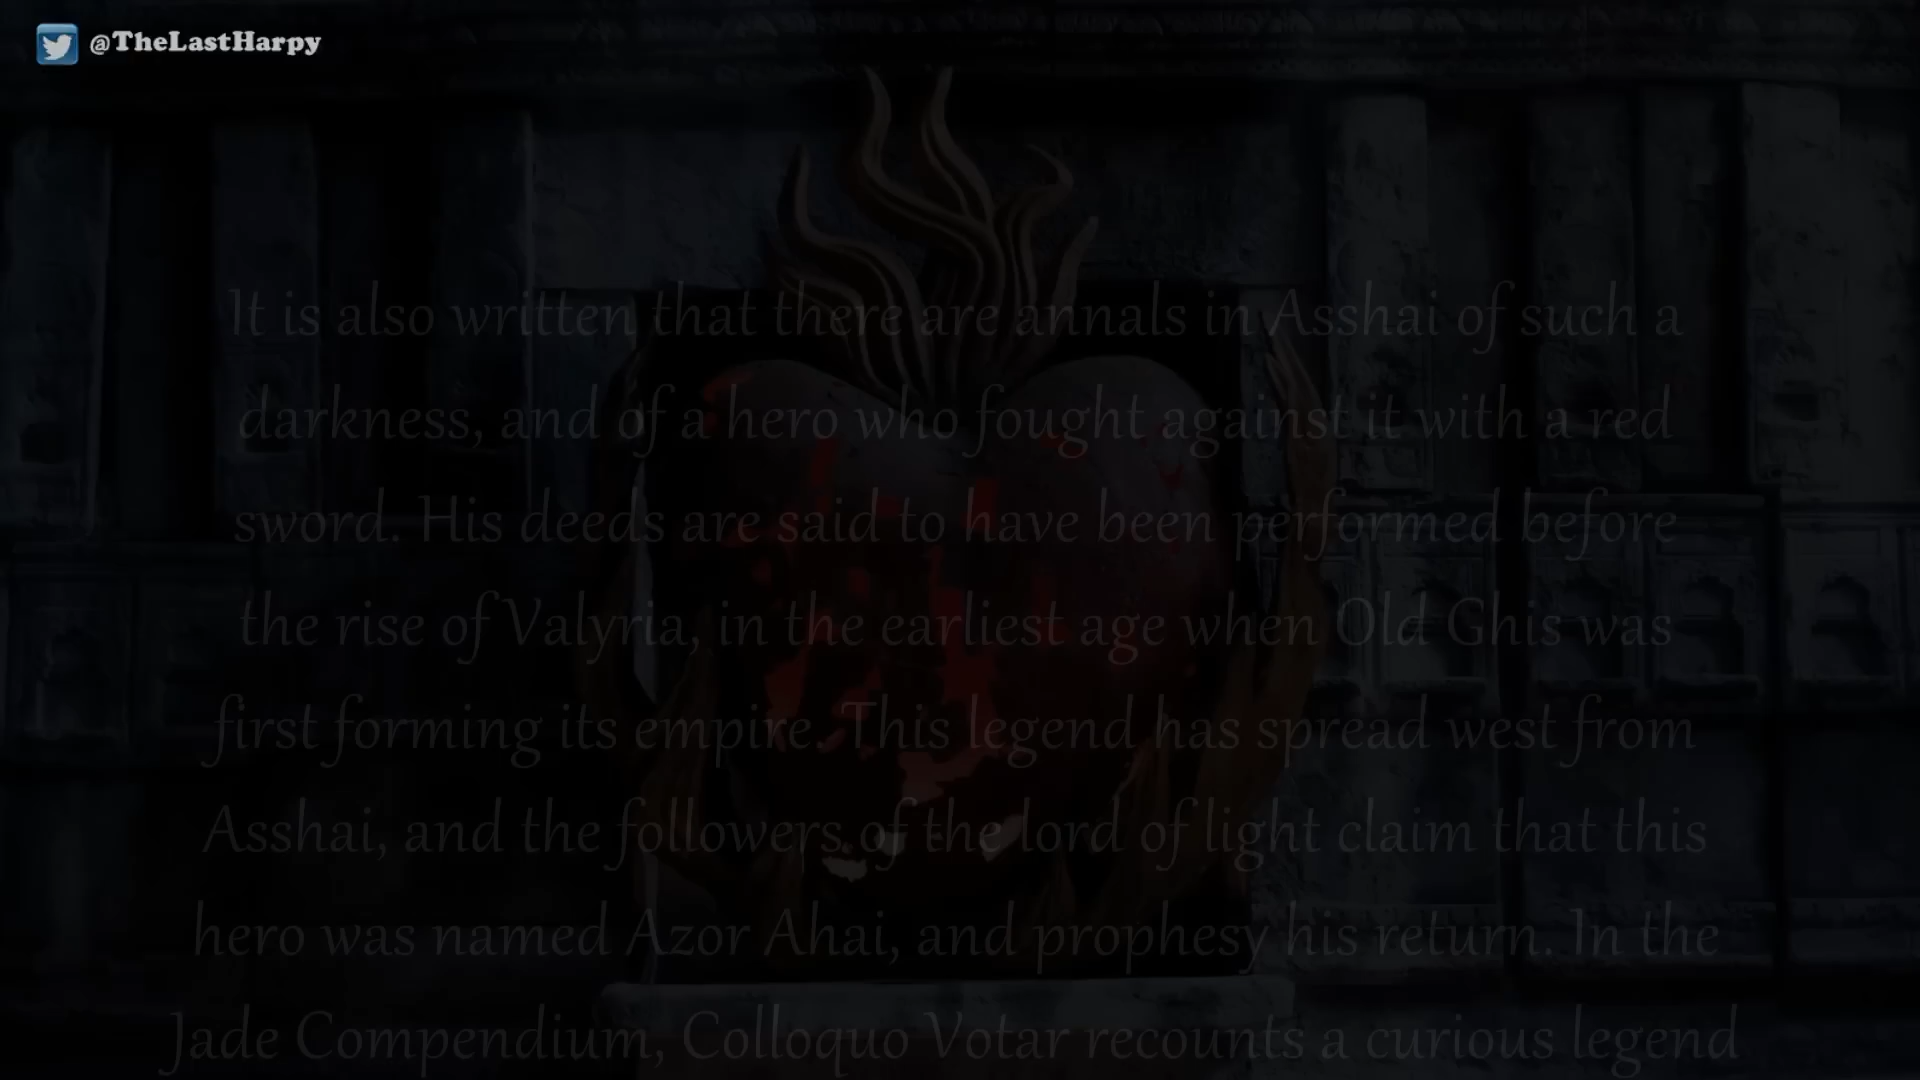 @TheLastHarpy
It is also written that there are annals in Asshai of such a
darkness, and of a hero who fought against it with a red
sword. His deeds are said to have been performed before
the rise of Valyria, in the earliest age when Old Ghis was
first forming its empire. This legend has spread west from
Asshai, and the followers of the lord of light claim that this
hero was named Azor Ahai, and prophesy his return. In the
Jade Compendium, Colloquo Votar recounts a curious legend